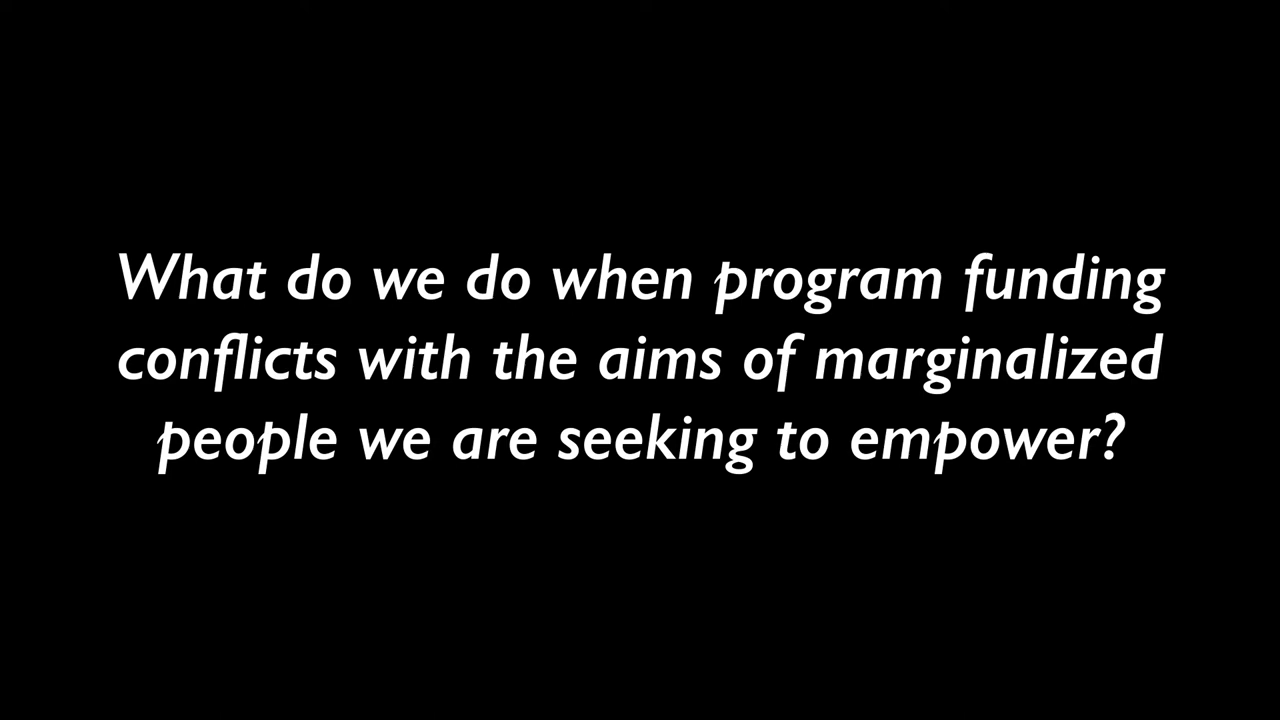 What do we do when program funding
conflicts with the aims of marginalized
people we are seeking to empower?